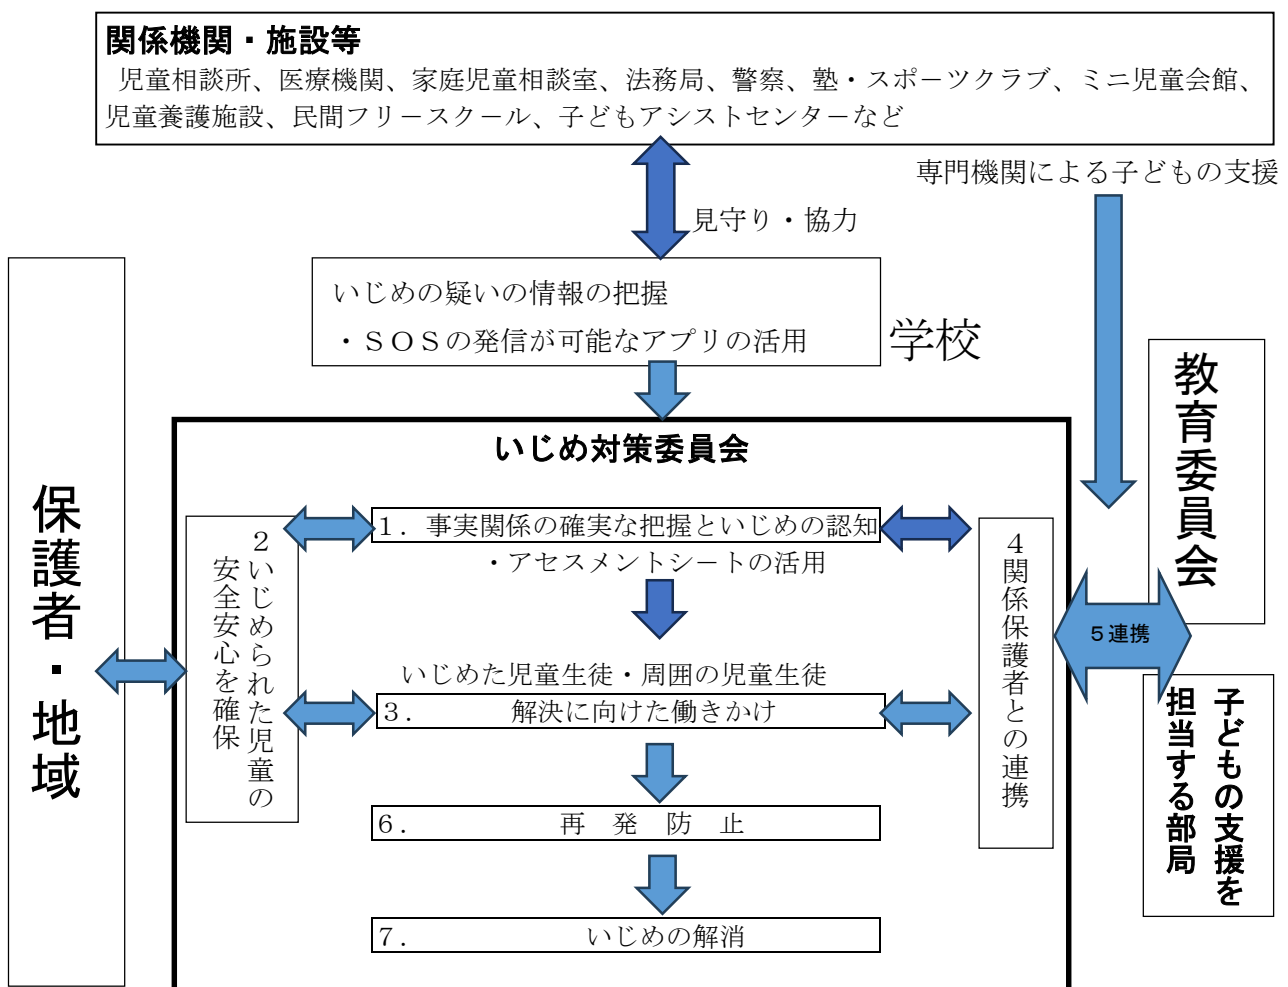 関係機関・施設等
児童相談所、医療機関、家庭児童相談室、法務局、警察、塾・スポーツクラブ、ミニ児童会館、
児童養護施設、民間フリースクール、子どもアシストセンターなど
専門機関による子どもの支援
見守り・協力
いじめの疑いの情報の把握
・ＳＯＳの発信が可能なアプリの活用
学校
保護者・地域
いじめ対策委員会
１．事実関係の確実な把握といじめの認知
・アセスメントシートの活用
２いじめられた児童の
安全安心を確保
いじめた児童生徒・周囲の児童生徒
３．　解決に向けた働きかけ
４関係保護者との連携
５連携
教育委員会
子どもの支援を
担当する部局
６．　再　発　防　止
７．　いじめの解消